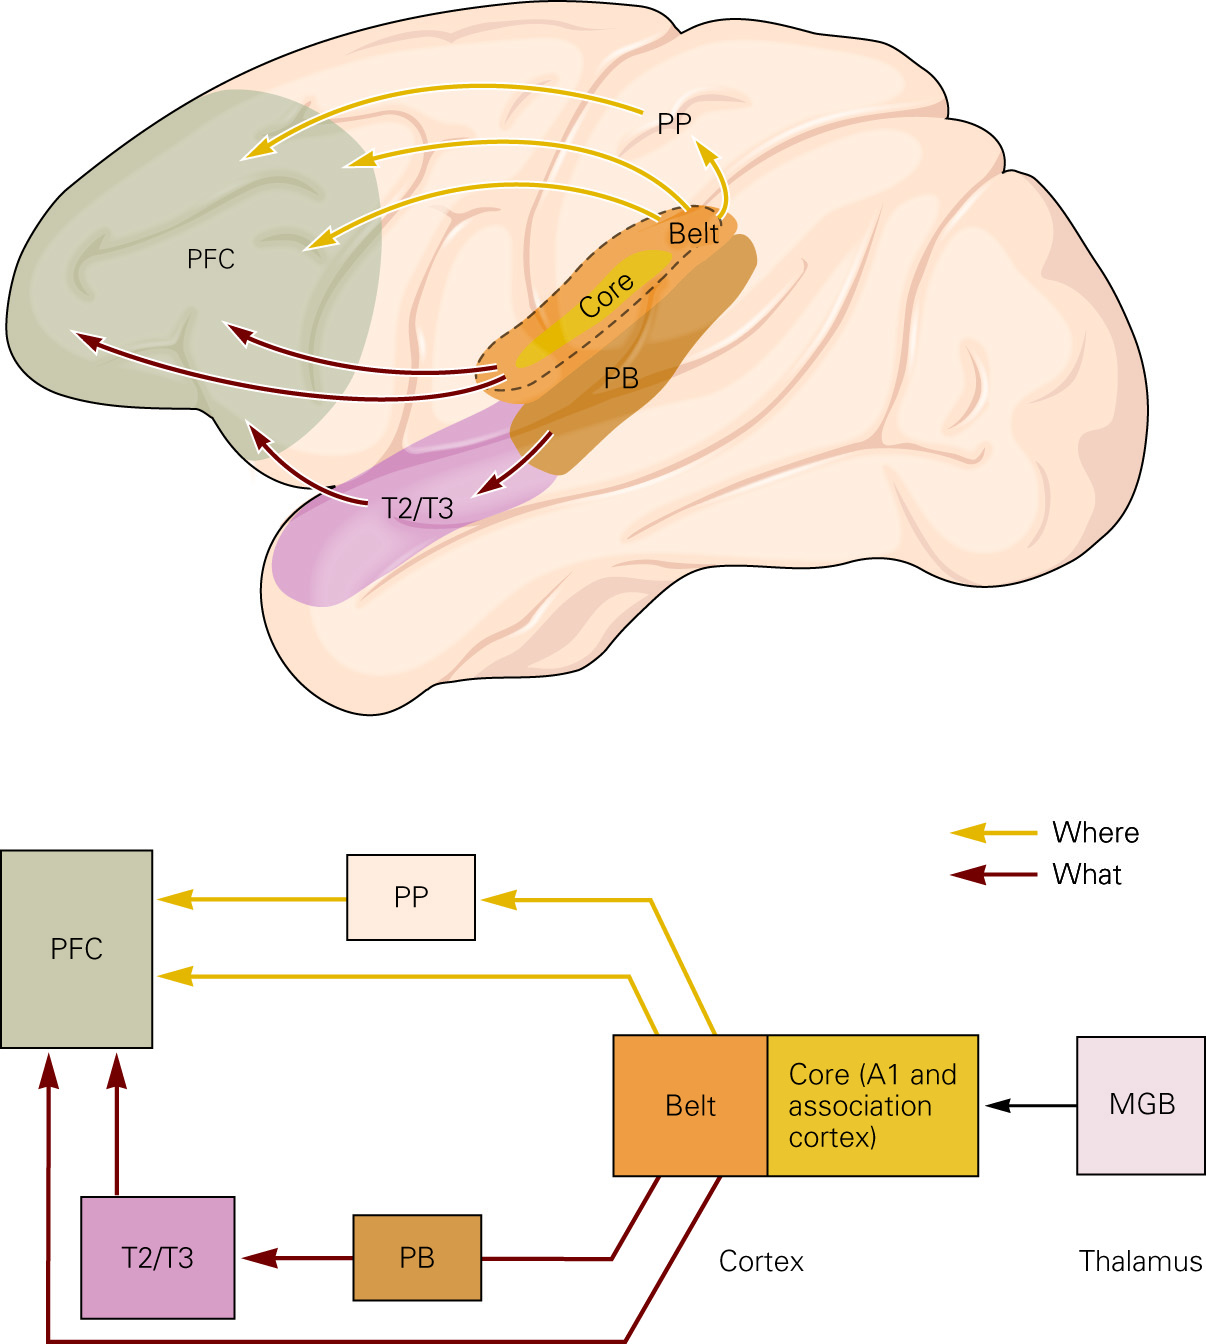 PP
Belt
PFC
Core
PB
T2/T3
Where
What
PP
PFC
Belt
Core (A1 and
association
cortex)
MGB
T2/T3
PB
Cortex
Thalamus